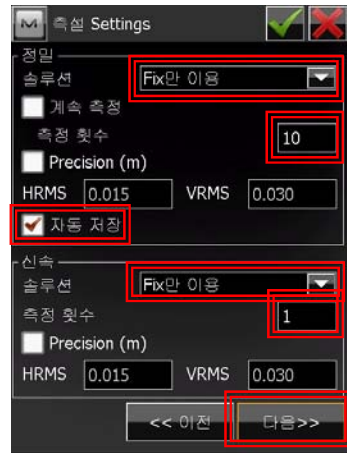 측설 Settings
정밀
솔루션 Fix만 이용
계속 측정
측정 횟수 10
Precision (m)
HRMS 0.015 VRMS 0.030
자동 저장
신속
솔루션 Fix만 이용
측정 횟수 1
Precision (m)
HRMS 0.015 VRMS 0.030
<< 이전 다음>>